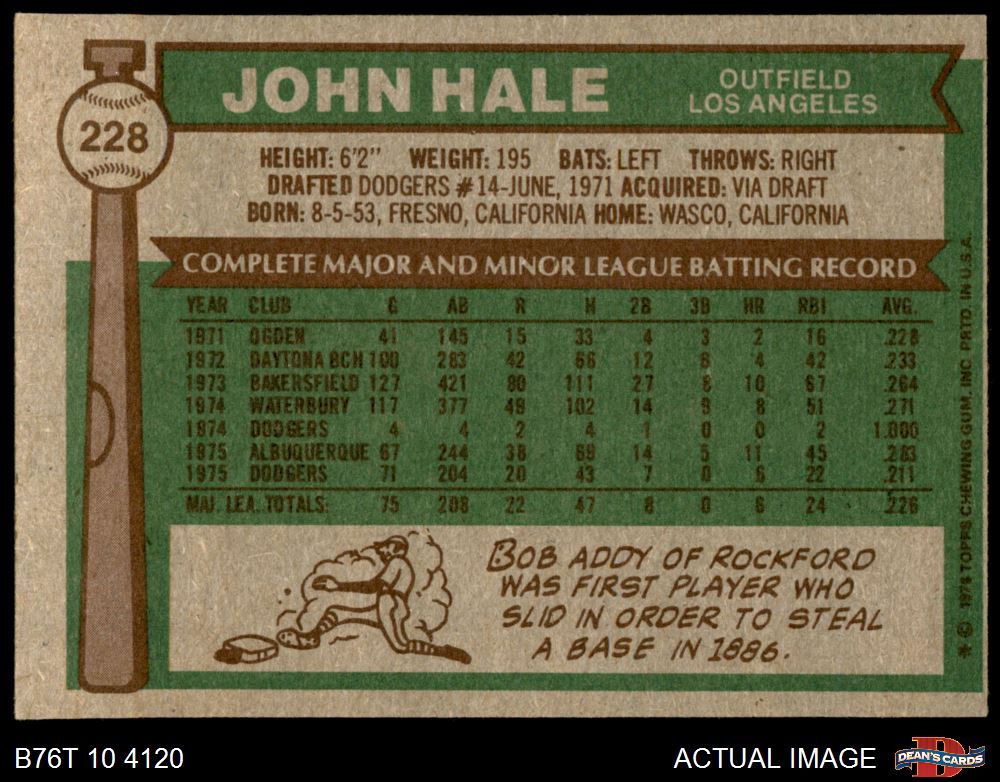 228
JOHN HALE
OUTFIELD
LOS ANGELES
HEIGHT: 6'2" WEIGHT: 195 BATS: LEFT THROWS: RIGHT
DRAFTED DODGERS #14-JUNE, 1971 ACQUIRED: VIA DRAFT
BORN: 8-5-53, FRESNO, CALIFORNIA HOME: WASCO, CALIFORNIA
COMPLETE MAJOR AND MINOR LEAGUE BATTING RECORD
YEAR CLUB G AB R H 2B 3B HR RBI AVG.
1971 OGDEN 41 145 15 33 4 3 2 16 .228
1972 DAYTONA BCH 100 283 42 66 12 6 4 42 .233
1973 BAKERSFIELD 127 421 80 111 27 8 10 67 .264
1974 WATERBURY 117 377 49 102 14 9 8 51 .271
1974 DODGERS 4 4 2 4 1 0 0 2 1.000
1975 ALBUQUERQUE 67 244 38 69 14 5 11 45 .283
1975 DODGERS 71 204 20 43 7 0 6 22 .211
MAJ. LEA. TOTALS: 75 208 22 47 8 0 6 24 .226
BOB ADDY OF ROCKFORD
WAS FIRST PLAYER WHO
SLID IN ORDER TO STEAL
A BASE IN 1886.
* © 1976 TOPPS CHEWING GUM, INC. PRTD. IN U.S.A.
B76T 10 4120
ACTUAL IMAGE
D
DEAN'S CARDS